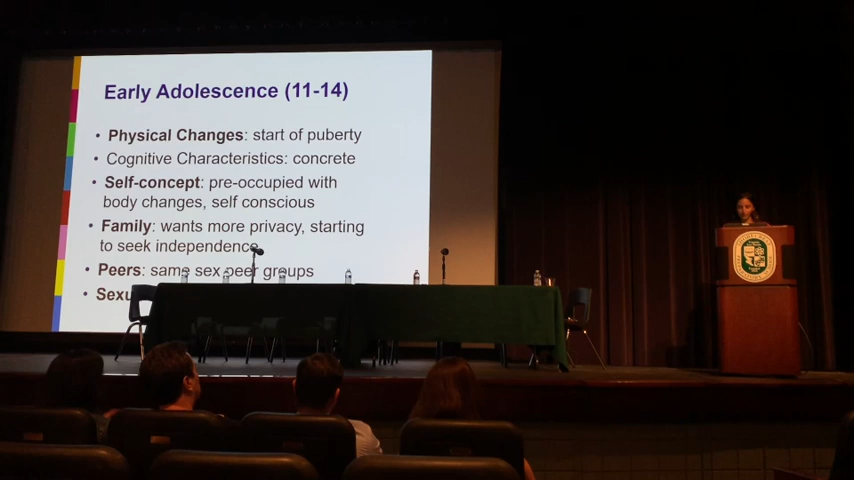 Early Adolescence (11-14)
• Physical Changes: start of puberty
• Cognitive Characteristics: concrete
• Self-concept: pre-occupied with
body changes, self conscious
• Family: wants more privacy, starting
to seek independence
• Peers: same sex peer groups